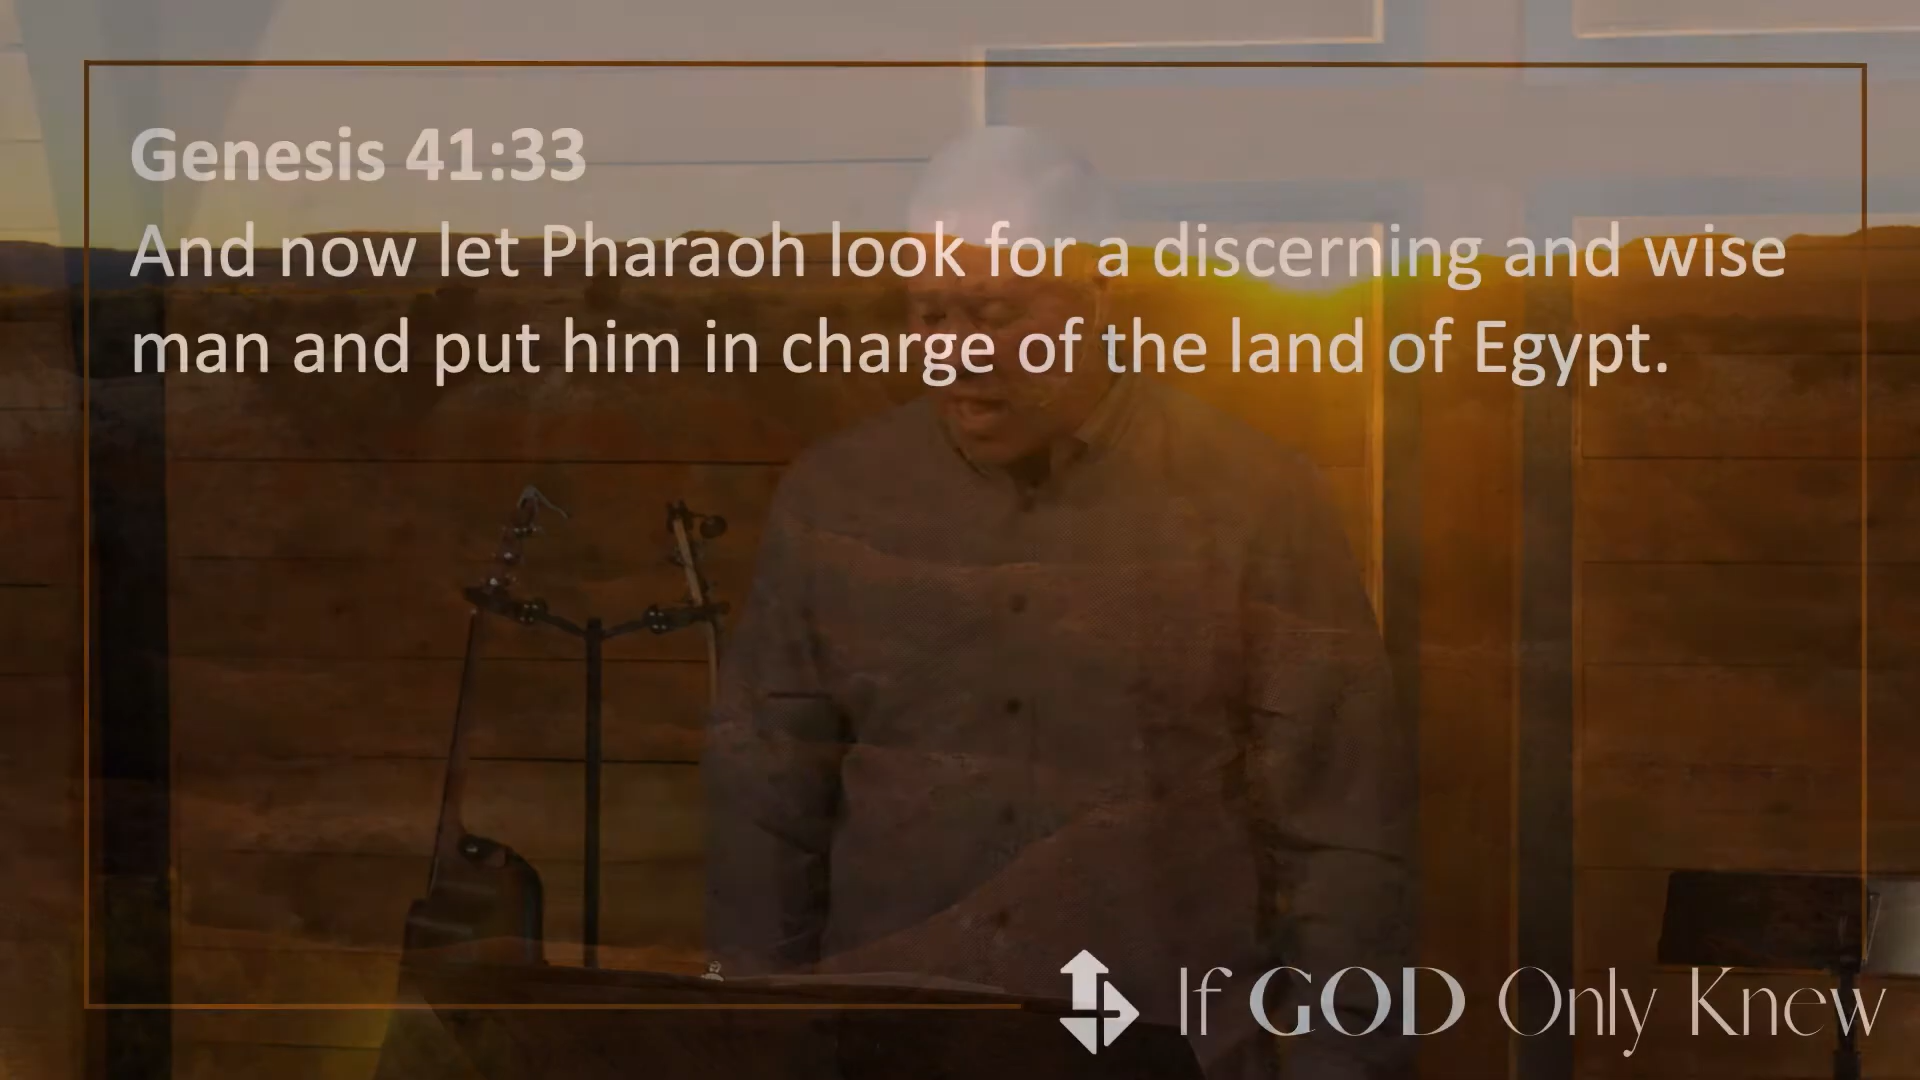 Genesis 41:33
And now let Pharaoh look for a discerning and wise
man and put him in charge of the land of Egypt.
If GOD Only Knew